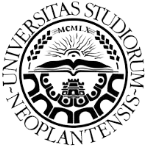 UNIVERSITAS STUDIORUM
MCMLX
NEOPLANTENSIS